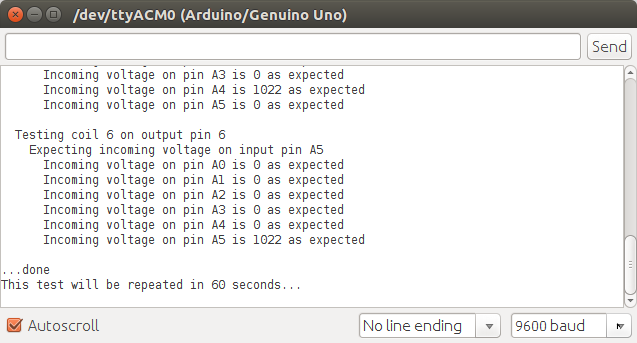 /dev/ttyACM0 (Arduino/Genuino Uno)
Send
Incoming voltage on pin A3 is 0 as expected
Incoming voltage on pin A4 is 1022 as expected
Incoming voltage on pin A5 is 0 as expected
Testing coil 6 on output pin 6
Expecting incoming voltage on input pin A5
Incoming voltage on pin A0 is 0 as expected
Incoming voltage on pin A1 is 0 as expected
Incoming voltage on pin A2 is 0 as expected
Incoming voltage on pin A3 is 0 as expected
Incoming voltage on pin A4 is 0 as expected
Incoming voltage on pin A5 is 1022 as expected
...done
This test will be repeated in 60 seconds...
Autoscroll
No line ending
9600 baud